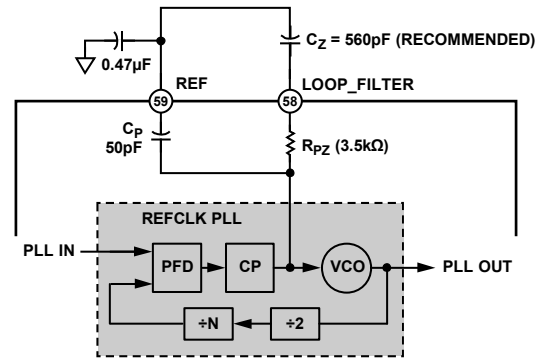 C_Z = 560pF (RECOMMENDED)
0.47µF
REF
LOOP_FILTER
59
58
C_P
50pF
R_PZ (3.5kΩ)
REFCLK PLL
PLL IN
PFD
CP
VCO
PLL OUT
÷N
÷2